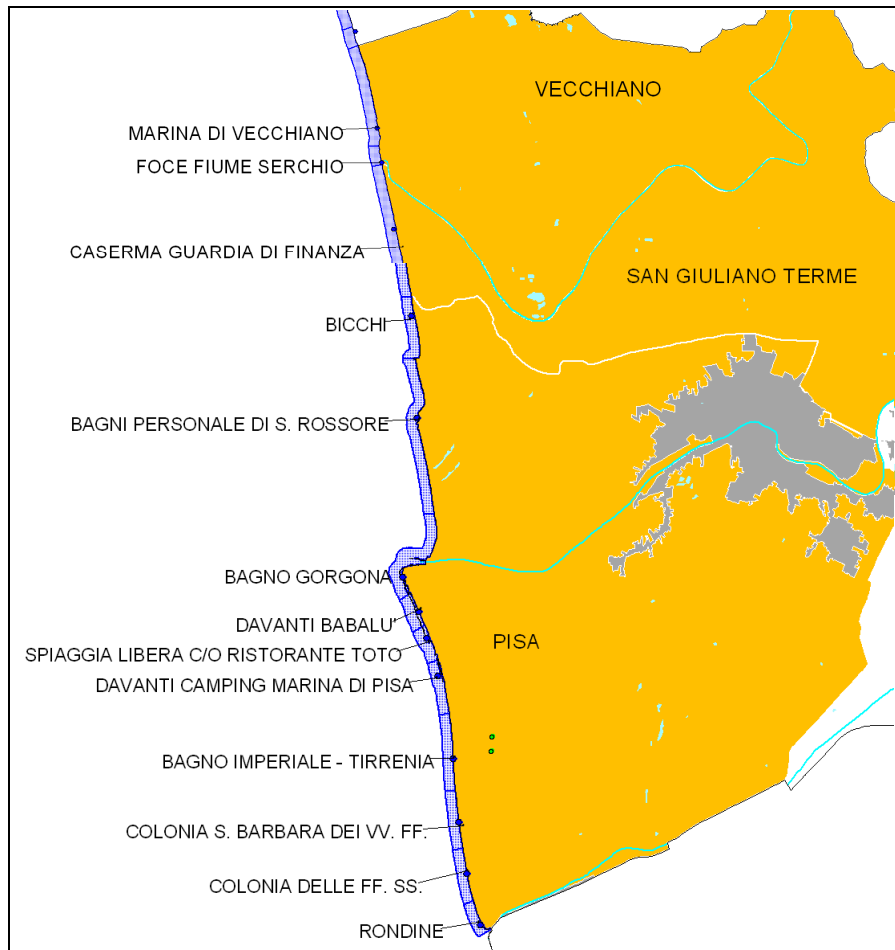 VECCHIANO
MARINA DI VECCHIANO
FOCE FIUME SERCHIO
CASERMA GUARDIA DI FINANZA
SAN GIULIANO TERME
BICCHI
BAGNI PERSONALE DI S. ROSSORE
BAGNO GORGONA
DAVANTI BABALU'
PISA
SPIAGGIA LIBERA C/O RISTORANTE TOTO
DAVANTI CAMPING MARINA DI PISA
BAGNO IMPERIALE - TIRRENIA
COLONIA S. BARBARA DEI VV. FF.
COLONIA DELLE FF. SS.
RONDINE